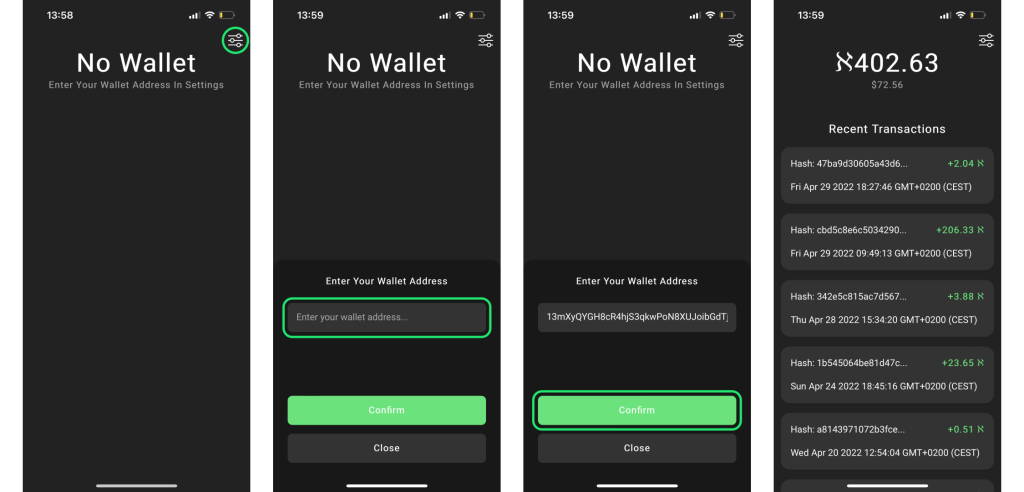 13:58
No Wallet
Enter Your Wallet Address In Settings
13:59
No Wallet
Enter Your Wallet Address In Settings
Enter Your Wallet Address
Enter your wallet address...
Confirm
Close
13:59
No Wallet
Enter Your Wallet Address In Settings
Enter Your Wallet Address
13mXyQYGH8cR4hjS3qkwPoN8XUJoibGdT
Confirm
Close
13:59
ℵ402.63
$72.56
Recent Transactions
Hash: 47ba9d30605a43d6... +2.04 ℵ
Fri Apr 29 2022 18:27:46 GMT+0200 (CEST)
Hash: cbd5c8e6c5034290... +206.33 ℵ
Fri Apr 29 2022 09:49:13 GMT+0200 (CEST)
Hash: 342e5c815ac7d567... +3.88 ℵ
Thu Apr 28 2022 15:34:20 GMT+0200 (CEST)
Hash: 1b545064be81d47c... +23.65 ℵ
Sun Apr 24 2022 18:45:16 GMT+0200 (CEST)
Hash: a8143971072b3fce... +0.51 ℵ
Wed Apr 20 2022 12:54:04 GMT+0200 (CEST)